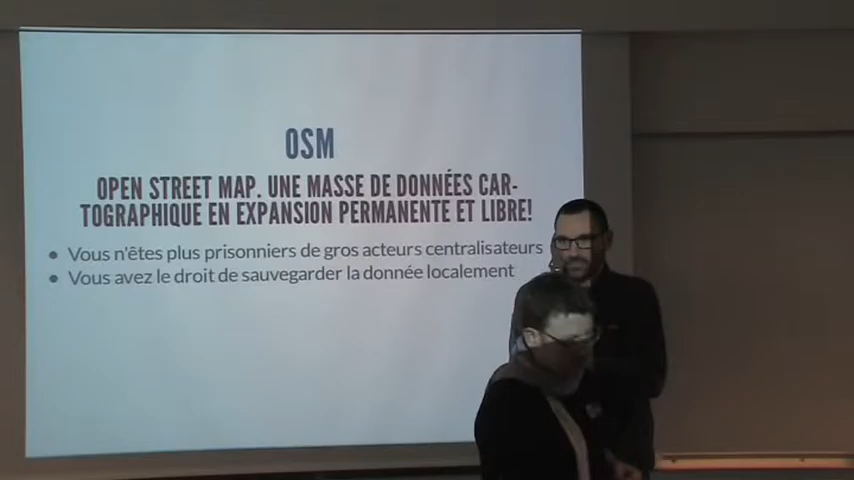 OSM
OPEN STREET MAP. UNE MASSE DE DONNÉES CAR-
TOGRAPHIQUE EN EXPANSION PERMANENTE ET LIBRE!
• Vous n'êtes plus prisonniers de gros acteurs centralisateurs
• Vous avez le droit de sauvegarder la donnée localement